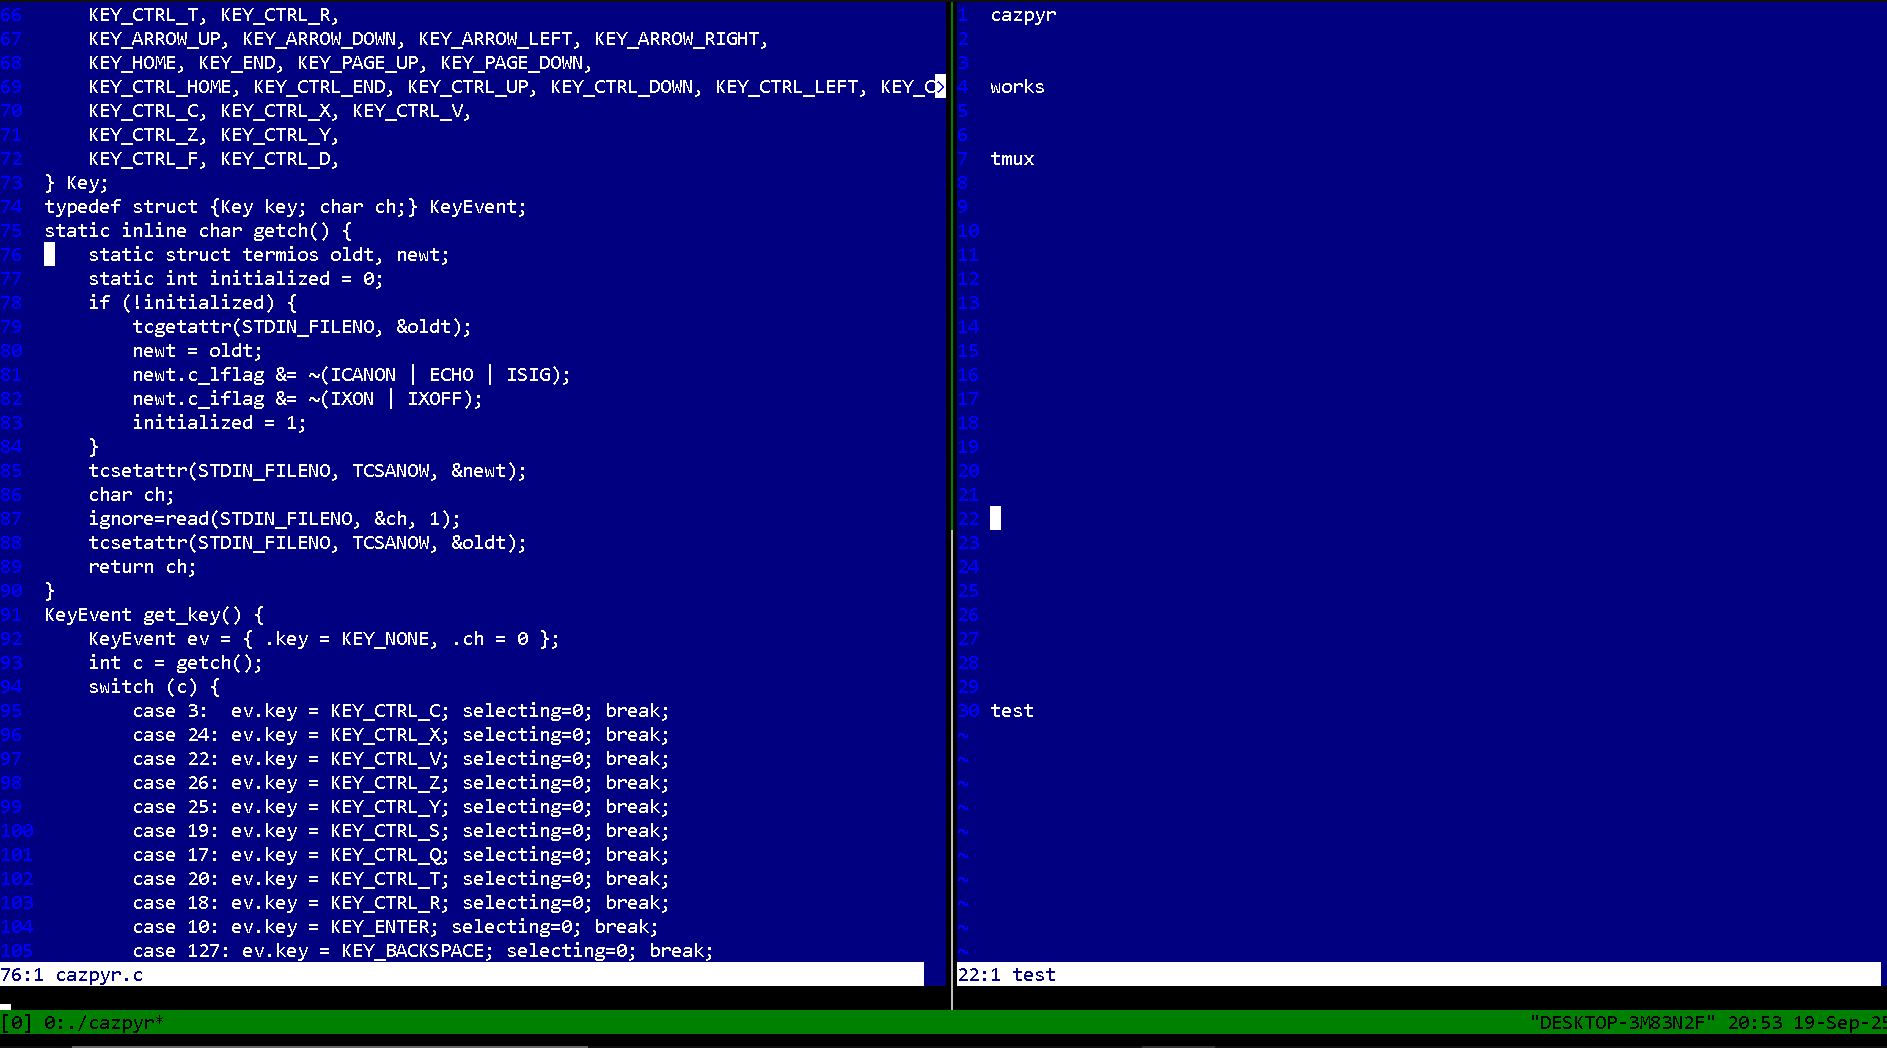 66      KEY_CTRL_T, KEY_CTRL_R,
67      KEY_ARROW_UP, KEY_ARROW_DOWN, KEY_ARROW_LEFT, KEY_ARROW_RIGHT,
68      KEY_HOME, KEY_END, KEY_PAGE_UP, KEY_PAGE_DOWN,
69      KEY_CTRL_HOME, KEY_CTRL_END, KEY_CTRL_UP, KEY_CTRL_DOWN, KEY_CTRL_LEFT, KEY_C>
70      KEY_CTRL_C, KEY_CTRL_X, KEY_CTRL_V,
71      KEY_CTRL_Z, KEY_CTRL_Y,
72      KEY_CTRL_F, KEY_CTRL_D,
73  } Key;
74  typedef struct {Key key; char ch;} KeyEvent;
75  static inline char getch() {
76      static struct termios oldt, newt;
77      static int initialized = 0;
78      if (!initialized) {
79          tcgetattr(STDIN_FILENO, &oldt);
80          newt = oldt;
81          newt.c_lflag &= ~(ICANON | ECHO | ISIG);
82          newt.c_iflag &= ~(IXON | IXOFF);
83          initialized = 1;
84      }
85      tcsetattr(STDIN_FILENO, TCSANOW, &newt);
86      char ch;
87      ignore=read(STDIN_FILENO, &ch, 1);
88      tcsetattr(STDIN_FILENO, TCSANOW, &oldt);
89      return ch;
90  }
91  KeyEvent get_key() {
92      KeyEvent ev = { .key = KEY_NONE, .ch = 0 };
93      int c = getch();
94      switch (c) {
95          case 3:  ev.key = KEY_CTRL_C; selecting=0; break;
96          case 24: ev.key = KEY_CTRL_X; selecting=0; break;
97          case 22: ev.key = KEY_CTRL_V; selecting=0; break;
98          case 26: ev.key = KEY_CTRL_Z; selecting=0; break;
99          case 25: ev.key = KEY_CTRL_Y; selecting=0; break;
100         case 19: ev.key = KEY_CTRL_S; selecting=0; break;
101         case 17: ev.key = KEY_CTRL_Q; selecting=0; break;
102         case 20: ev.key = KEY_CTRL_T; selecting=0; break;
103         case 18: ev.key = KEY_CTRL_R; selecting=0; break;
104         case 10: ev.key = KEY_ENTER; selecting=0; break;
105         case 127: ev.key = KEY_BACKSPACE; selecting=0; break;
76:1 cazpyr.c
1  cazpyr
2
3
4  works
5
6
7  tmux
8
9
10
11
12
13
14
15
16
17
18
19
20
21
22
23
24
25
26
27
28
29
30 test
~
~
~
~
~
~
~
~
~
~
22:1 test
[0] 0:./cazpyr* "DESKTOP-3M83N2F" 20:53 19-Sep-25